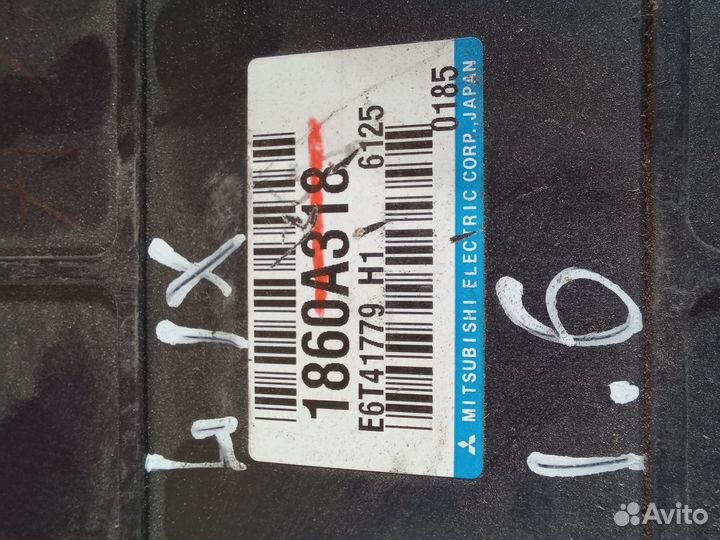 1860A318
E6T41779 H1 6125
0185
MITSUBISHI ELECTRIC CORP., JAPAN
1.6
Avito